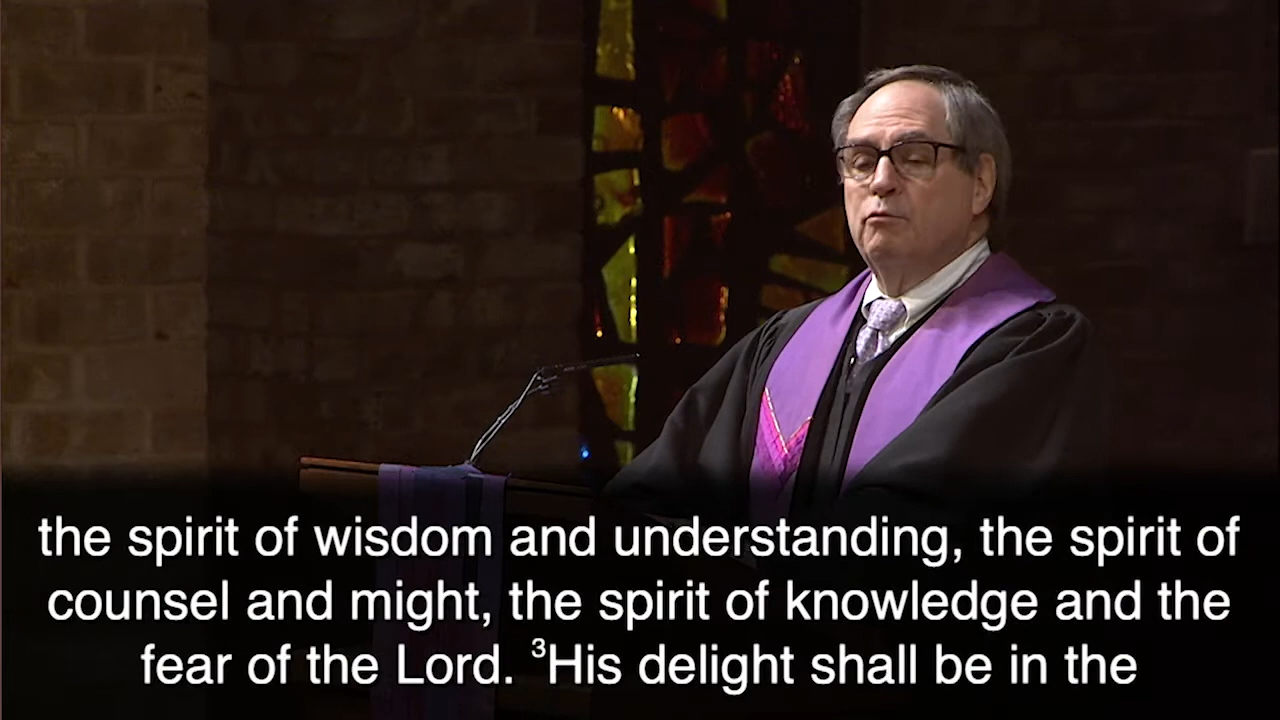 the spirit of wisdom and understanding, the spirit of
counsel and might, the spirit of knowledge and the
fear of the Lord. ³His delight shall be in the